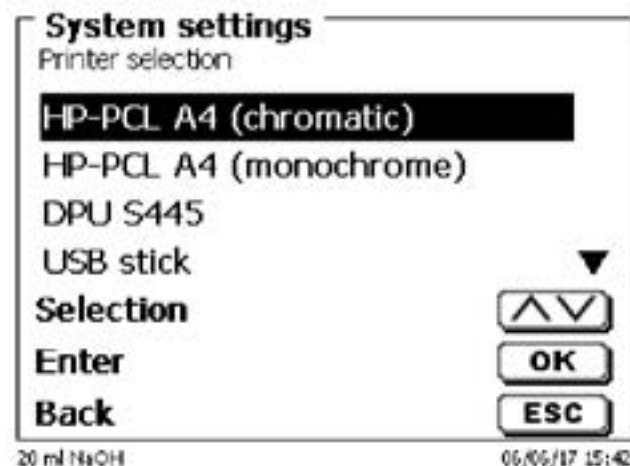 System settings
Printer selection
HP-PCL A4 (chromatic)
HP-PCL A4 (monochrome)
DPU S445
USB stick
Selection
Enter OK
Back ESC
20 ml NaOH 06/06/17 15:42